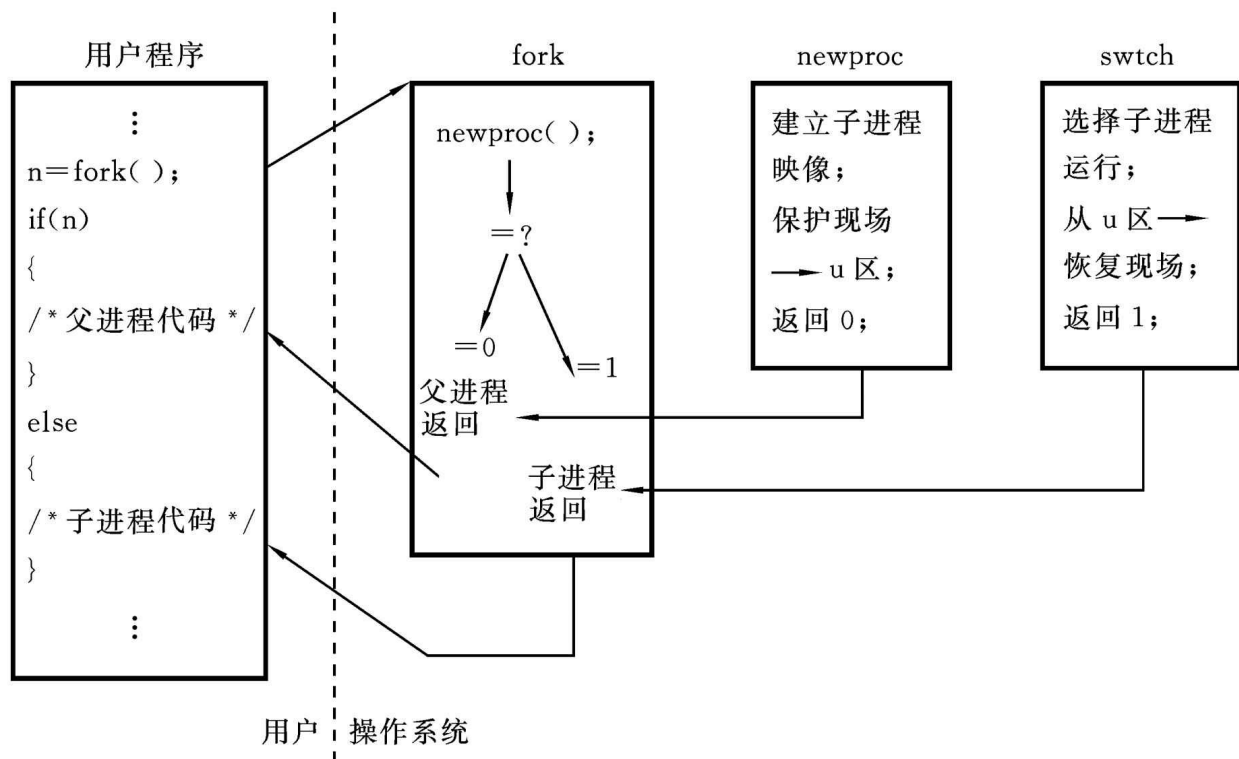 用户程序
⋮
n=fork( );
if(n)
{
/*父进程代码 */
}
else
{
/*子进程代码 */
}
⋮
fork
newproc( );
=?
=0
=1
父进程
返回
子进程
返回
newproc
建立子进程
映像;
保护现场
→ u 区;
返回 0;
swtch
选择子进程
运行;
从 u 区 →
恢复现场;
返回 1;
用户
操作系统